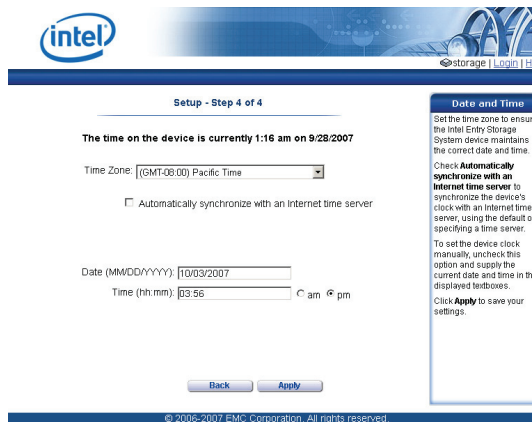 intel
storage | Login | H
Setup - Step 4 of 4
The time on the device is currently 1:16 am on 9/28/2007
Time Zone: (GMT-08:00) Pacific Time
Automatically synchronize with an Internet time server
Date (MM/DD/YYYY): 10/03/2007
Time (hh:mm): 03:56 am pm
Back Apply
Date and Time
Set the time zone to ensur
the Intel Entry Storage
System device maintains
the correct date and time.
Check Automatically
synchronize with an
Internet time server to
synchronize the device's
clock with an Internet time
server, using the default o
specifying a time server.
To set the device clock
manually, uncheck this
option and supply the
current date and time in th
displayed textboxes.
Click Apply to save your
settings.
© 2006-2007 EMC Corporation. All rights reserved.